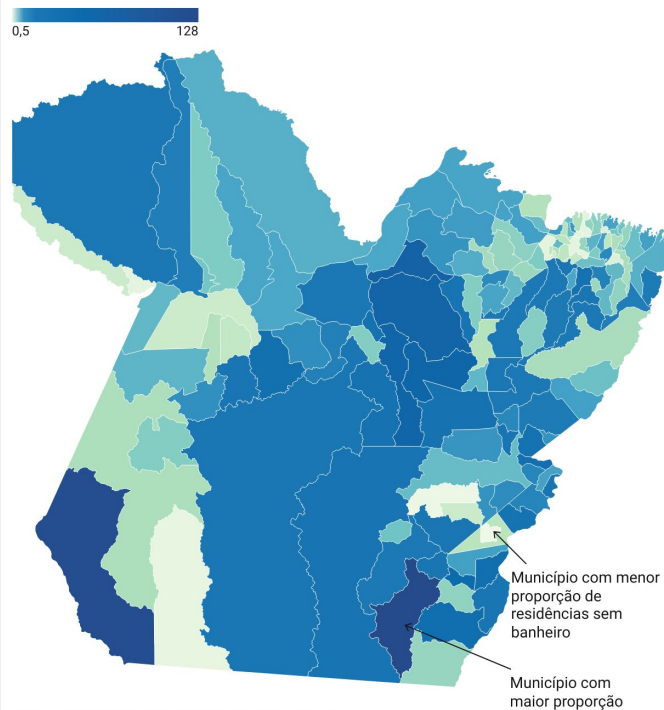 0,5
128
Município com menor
proporção de
residências sem
banheiro
Município com
maior proporção